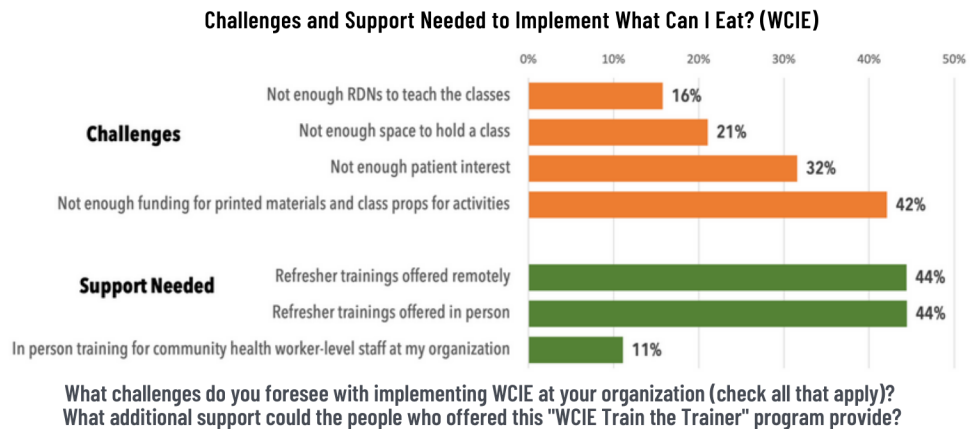 Challenges and Support Needed to Implement What Can I Eat? (WCIE)
0% 10% 20% 30% 40% 50%
Challenges
Not enough RDNs to teach the classes 16%
Not enough space to hold a class 21%
Not enough patient interest 32%
Not enough funding for printed materials and class props for activities 42%
Support Needed
Refresher trainings offered remotely 44%
Refresher trainings offered in person 44%
In person training for community health worker-level staff at my organization 11%
What challenges do you foresee with implementing WCIE at your organization (check all that apply)?
What additional support could the people who offered this "WCIE Train the Trainer" program provide?